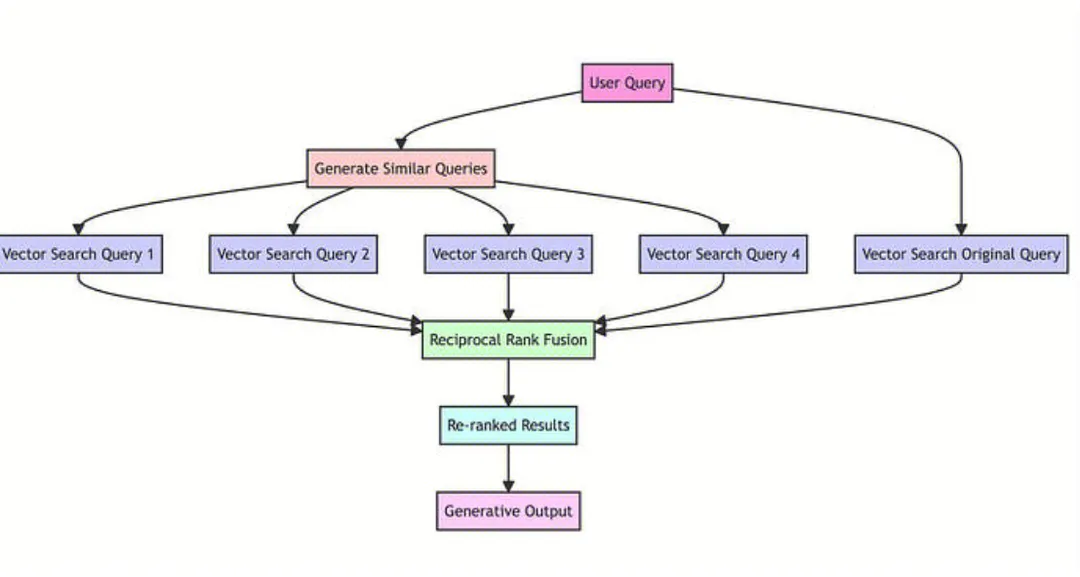 User Query
Generate Similar Queries
Vector Search Query 1
Vector Search Query 2
Vector Search Query 3
Vector Search Query 4
Vector Search Original Query
Reciprocal Rank Fusion
Re-ranked Results
Generative Output